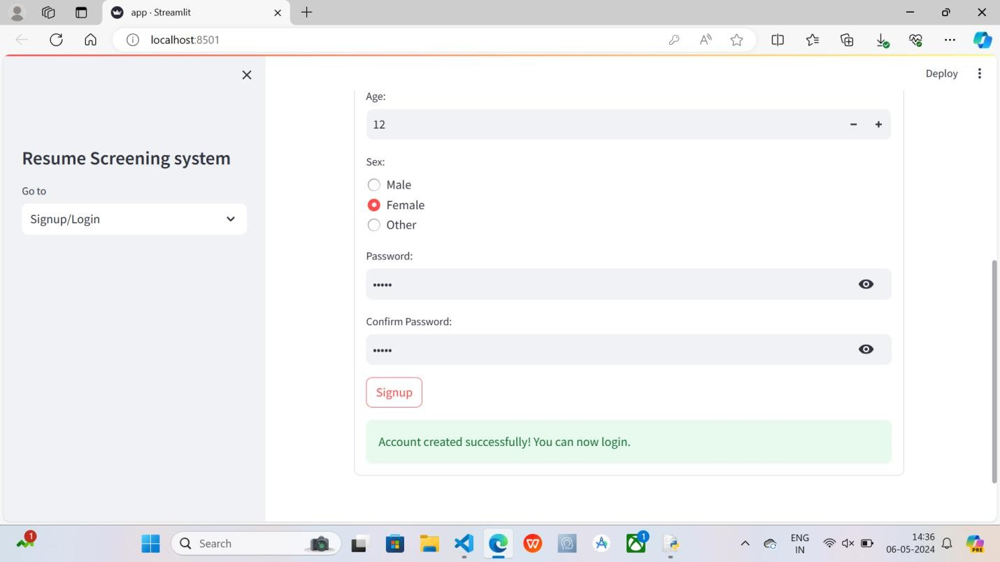 app · Streamlit
localhost:8501
Deploy
Resume Screening system
Go to
Signup/Login
Age:
12
Sex:
Male
Female
Other
Password:
•••••
Confirm Password:
•••••
Signup
Account created successfully! You can now login.
1
Search
1
ENG
IN
14:36
06-05-2024
PRE